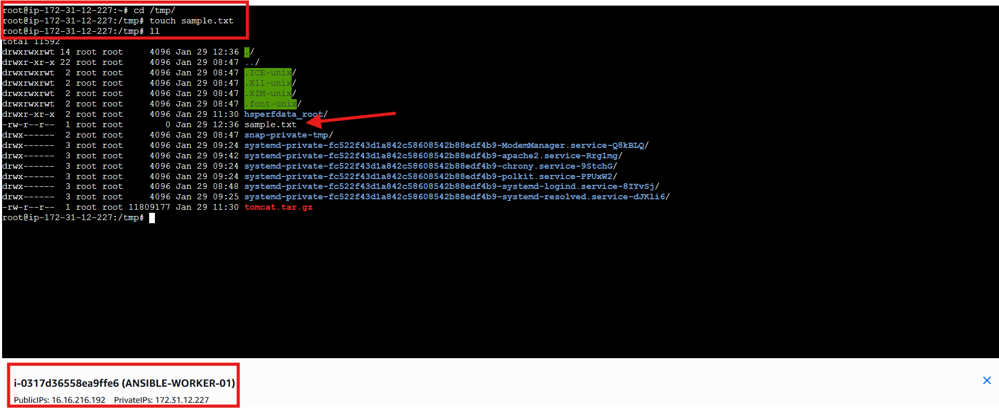 root@ip-172-31-12-227:~# cd /tmp/
root@ip-172-31-12-227:/tmp# touch sample.txt
root@ip-172-31-12-227:/tmp# ll
total 11592
drwxrwxrwt 14 root root     4096 Jan 29 12:36 ./
drwxr-xr-x 22 root root     4096 Jan 29 08:47 ../
drwxrwxrwt  2 root root     4096 Jan 29 08:47 .ICE-unix/
drwxrwxrwt  2 root root     4096 Jan 29 08:47 .X11-unix/
drwxrwxrwt  2 root root     4096 Jan 29 08:47 .XIM-unix/
drwxrwxrwt  2 root root     4096 Jan 29 08:47 .font-unix/
drwxr-xr-x  2 root root     4096 Jan 29 11:30 hsperfdata_root/
-rw-r--r--  1 root root        0 Jan 29 12:36 sample.txt
drwx------  2 root root     4096 Jan 29 08:47 snap-private-tmp/
drwx------  3 root root     4096 Jan 29 09:24 systemd-private-fc522f43d1a842c58608542b88edf4b9-ModemManager.service-Q8kBLQ/
drwx------  3 root root     4096 Jan 29 09:42 systemd-private-fc522f43d1a842c58608542b88edf4b9-apache2.service-Rrg1mg/
drwx------  3 root root     4096 Jan 29 09:24 systemd-private-fc522f43d1a842c58608542b88edf4b9-chrony.service-9StchG/
drwx------  3 root root     4096 Jan 29 09:24 systemd-private-fc522f43d1a842c58608542b88edf4b9-polkit.service-PPUxW2/
drwx------  3 root root     4096 Jan 29 08:48 systemd-private-fc522f43d1a842c58608542b88edf4b9-systemd-logind.service-8IYvSj/
drwx------  3 root root     4096 Jan 29 09:25 systemd-private-fc522f43d1a842c58608542b88edf4b9-systemd-resolved.service-dJKli6/
-rw-r--r--  1 root root 11809177 Jan 29 11:30 tomcat.tar.gz
root@ip-172-31-12-227:/tmp#
i-0317d36558ea9ffe6 (ANSIBLE-WORKER-01)
PublicIPs: 16.16.216.192    PrivateIPs: 172.31.12.227